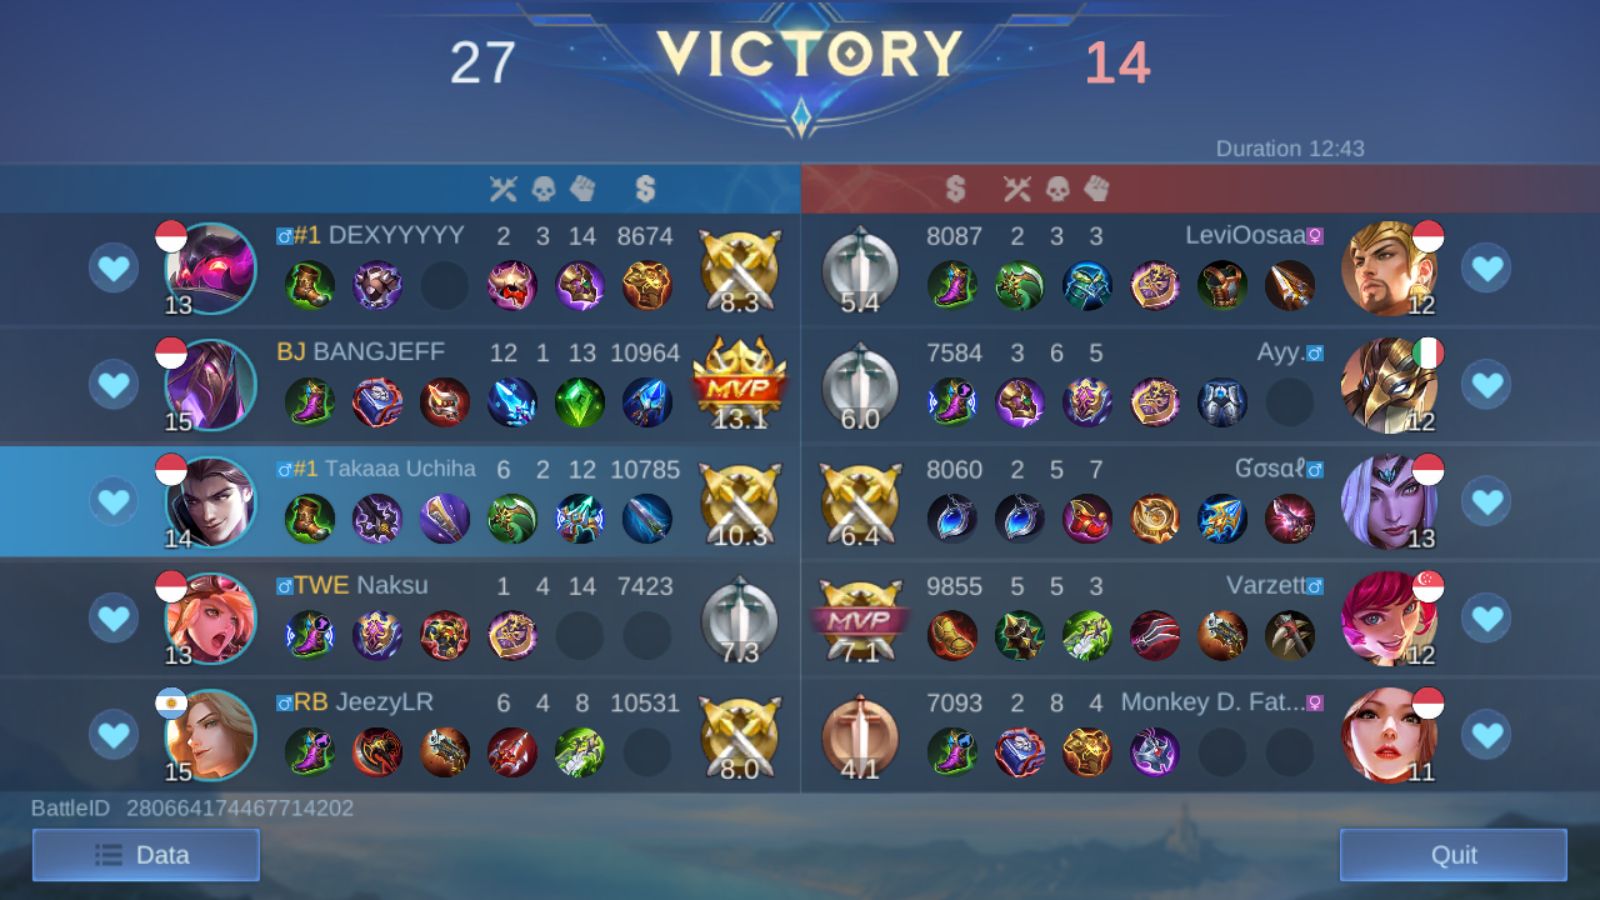 27 VICTORY 14
Duration 12:43
#1 DEXYYYYY 2 3 14 8674
13 8.3
8087 2 3 3 LeviOosaa
5.4 12
BJ BANGJEFF 12 1 13 10964
15 MVP 13.1
7584 3 6 5 Ayy.
6.0 12
#1 Takaaa Uchiha 6 2 12 10785
14 10.3
8060 2 5 7 Ɠσsαℓ
6.4 13
TWE Naksu 1 4 14 7423
13 7.3
9855 5 5 3 Varzett
MVP 7.1 12
RB JeezyLR 6 4 8 10531
15 8.0
7093 2 8 4 Monkey D. Fat...
4.1 11
BattleID 280664174467714202
Data Quit